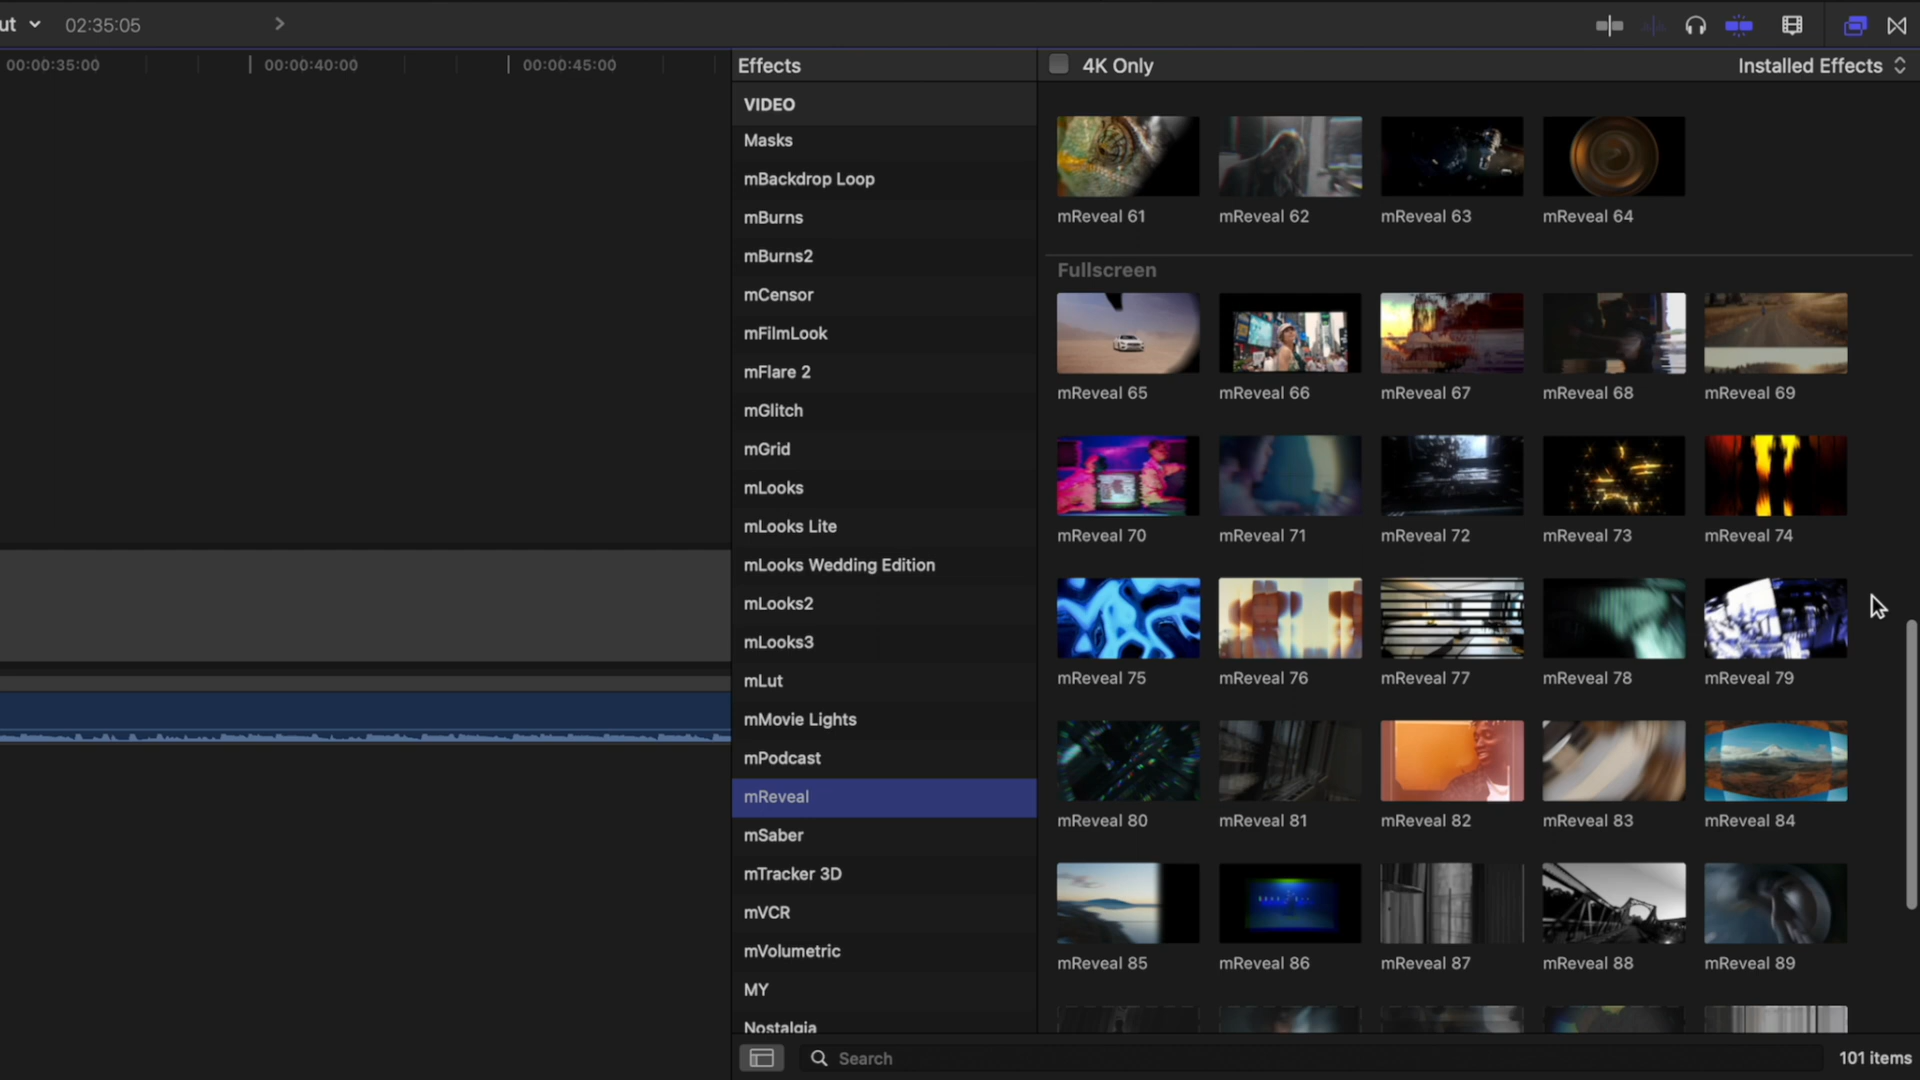 ut 02:35:05
00:00:35:00 00:00:40:00 00:00:45:00
Effects
4K Only
Installed Effects
VIDEO
Masks
mBackdrop Loop
mBurns
mBurns2
mCensor
mFilmLook
mFlare 2
mGlitch
mGrid
mLooks
mLooks Lite
mLooks Wedding Edition
mLooks2
mLooks3
mLut
mMovie Lights
mPodcast
mReveal
mSaber
mTracker 3D
mVCR
mVolumetric
MY
Nostalgia
mReveal 61 mReveal 62 mReveal 63 mReveal 64
Fullscreen
mReveal 65 mReveal 66 mReveal 67 mReveal 68 mReveal 69
mReveal 70 mReveal 71 mReveal 72 mReveal 73 mReveal 74
mReveal 75 mReveal 76 mReveal 77 mReveal 78 mReveal 79
mReveal 80 mReveal 81 mReveal 82 mReveal 83 mReveal 84
mReveal 85 mReveal 86 mReveal 87 mReveal 88 mReveal 89
Search
101 items